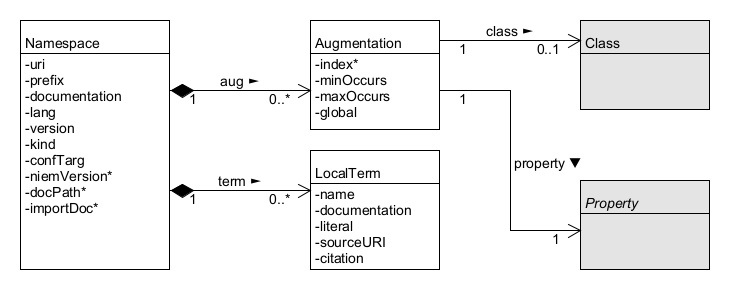 Namespace
-uri
-prefix
-documentation
-lang
-version
-kind
-confTarg
-niemVersion*
-docPath*
-importDoc*
aug ►
1
0..*
term ►
1
0..*
Augmentation
-index*
-minOccurs
-maxOccurs
-global
LocalTerm
-name
-documentation
-literal
-sourceURI
-citation
class ►
1
0..1
1
property ▼
1
Class
Property